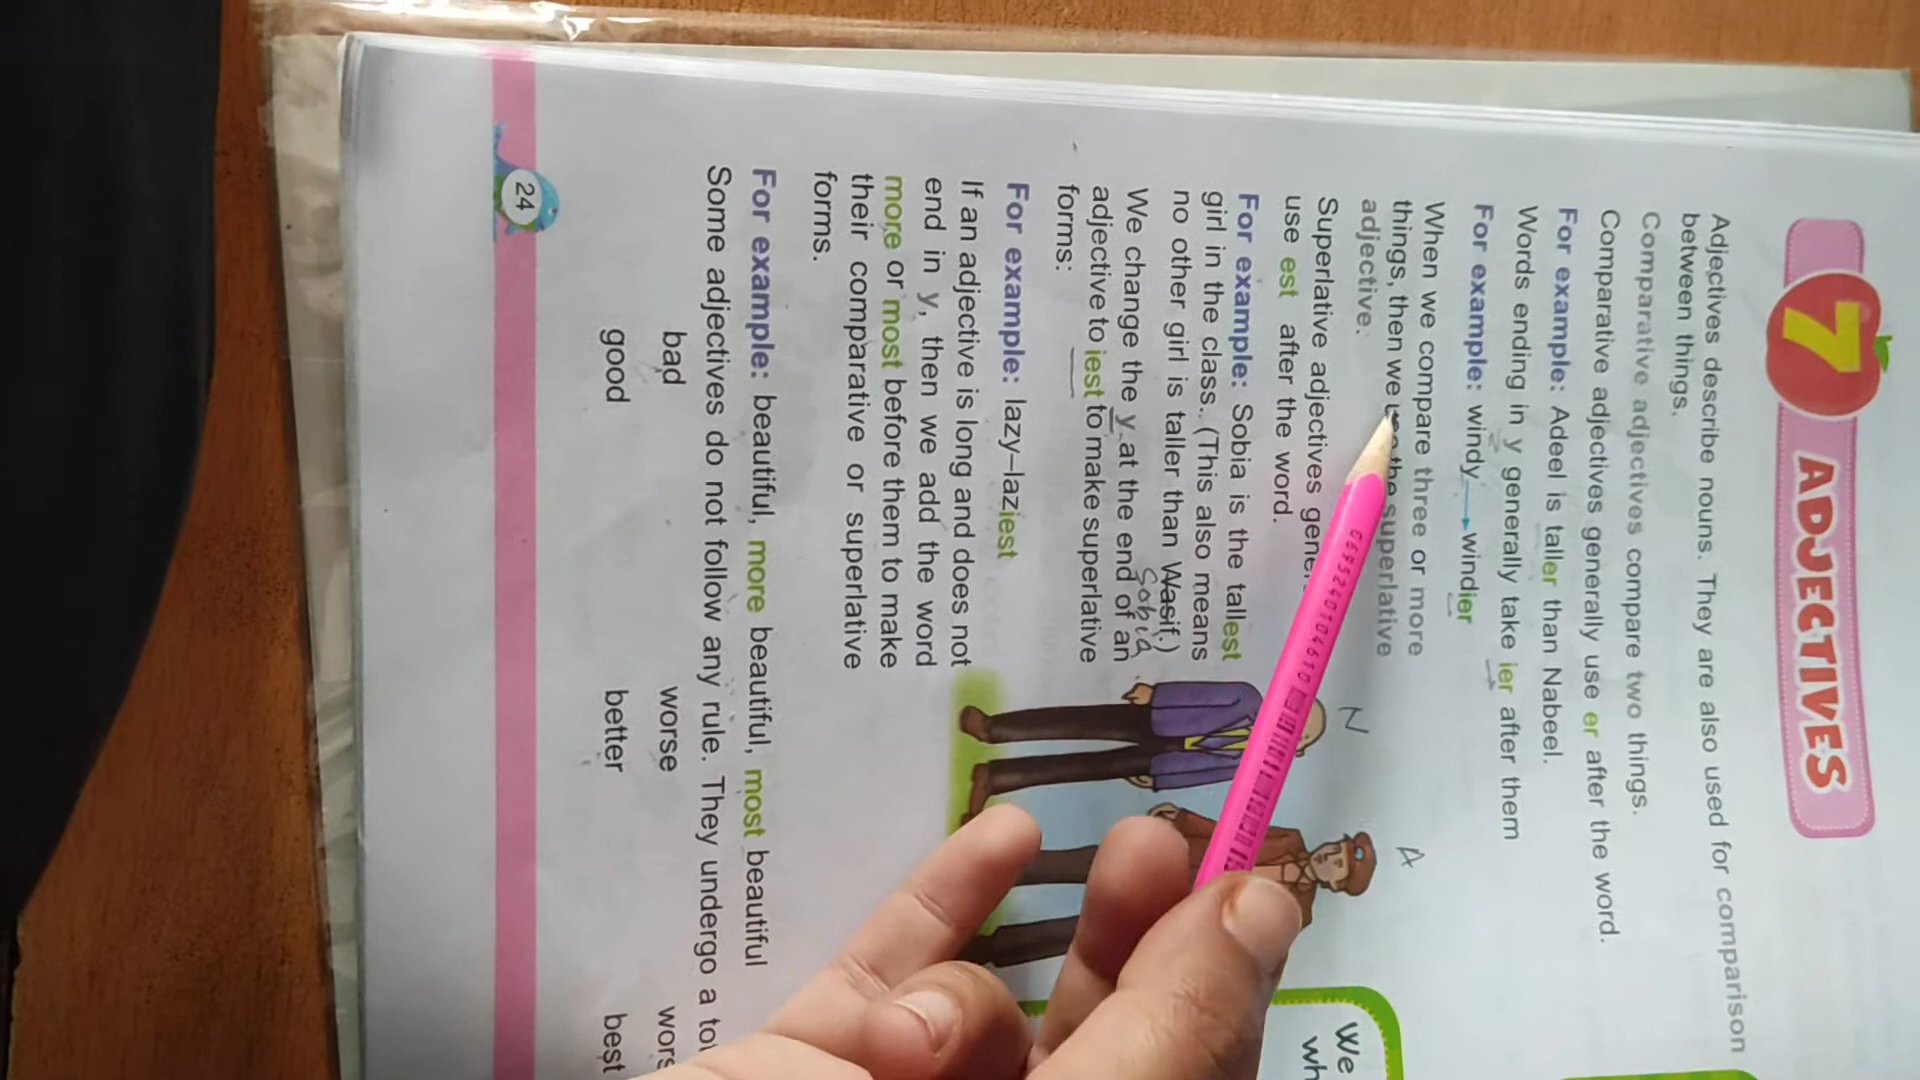 7 ADJECTIVES
Adjectives describe nouns. They are also used for comparison
between things.
Comparative adjectives compare two things.
Comparative adjectives generally use er after the word.
For example: Adeel is taller than Nabeel.
Words ending in y generally take ier after them
For example: windy → windier
When we compare three or more
things, then we the superlative
adjective.
Superlative adjectives
use est after the word.
For example: Sobia is the tallest
girl in the class. (This also means
no other girl is taller than Wasif.)
Sobia
We change the y at the end of an
adjective to iest to make superlative
forms:
For example: lazy–laziest
If an adjective is long and does not
end in y, then we add the word
more or most before them to make
their comparative or superlative
forms.
For example: beautiful, more beautiful, most beautiful
Some adjectives do not follow any rule. They undergo a
bad worse
good better best
24
N
A
We